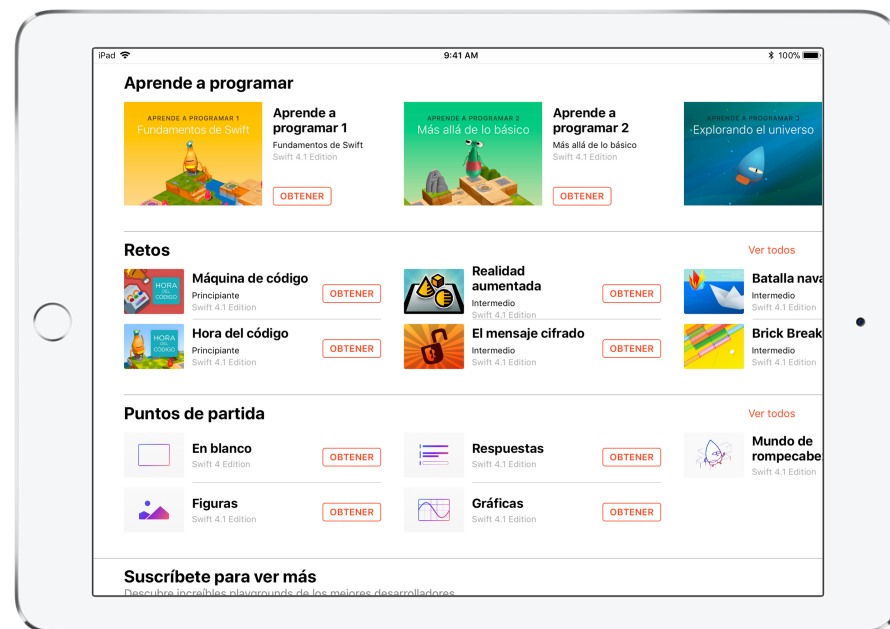 iPad
9:41 AM
100%
Aprende a programar
APRENDE A PROGRAMAR 1
Fundamentos de Swift
Aprende a
programar 1
Fundamentos de Swift
Swift 4.1 Edition
OBTENER
APRENDE A PROGRAMAR 2
Más allá de lo básico
Aprende a
programar 2
Más allá de lo básico
Swift 4.1 Edition
OBTENER
APRENDE A PROGRAMAR 3
Explorando el universo
Retos
Ver todos
HORA
DEL
CÓDIGO
Máquina de código
Principiante
Swift 4.1 Edition
OBTENER
Realidad
aumentada
Intermedio
Swift 4.1 Edition
OBTENER
Batalla nava
Intermedio
Swift 4.1 Edition
HORA
DEL
CÓDIGO
Hora del código
Principiante
Swift 4.1 Edition
OBTENER
El mensaje cifrado
Intermedio
Swift 4.1 Edition
OBTENER
Brick Break
Intermedio
Swift 4.1 Edition
Puntos de partida
Ver todos
En blanco
Swift 4 Edition
OBTENER
Respuestas
Swift 4.1 Edition
OBTENER
Mundo de
rompecabe
Swift 4.1 Edition
Figuras
Swift 4.1 Edition
OBTENER
Gráficas
Swift 4.1 Edition
OBTENER
Suscríbete para ver más
Descubre increíbles playgrounds de los mejores desarrolladores